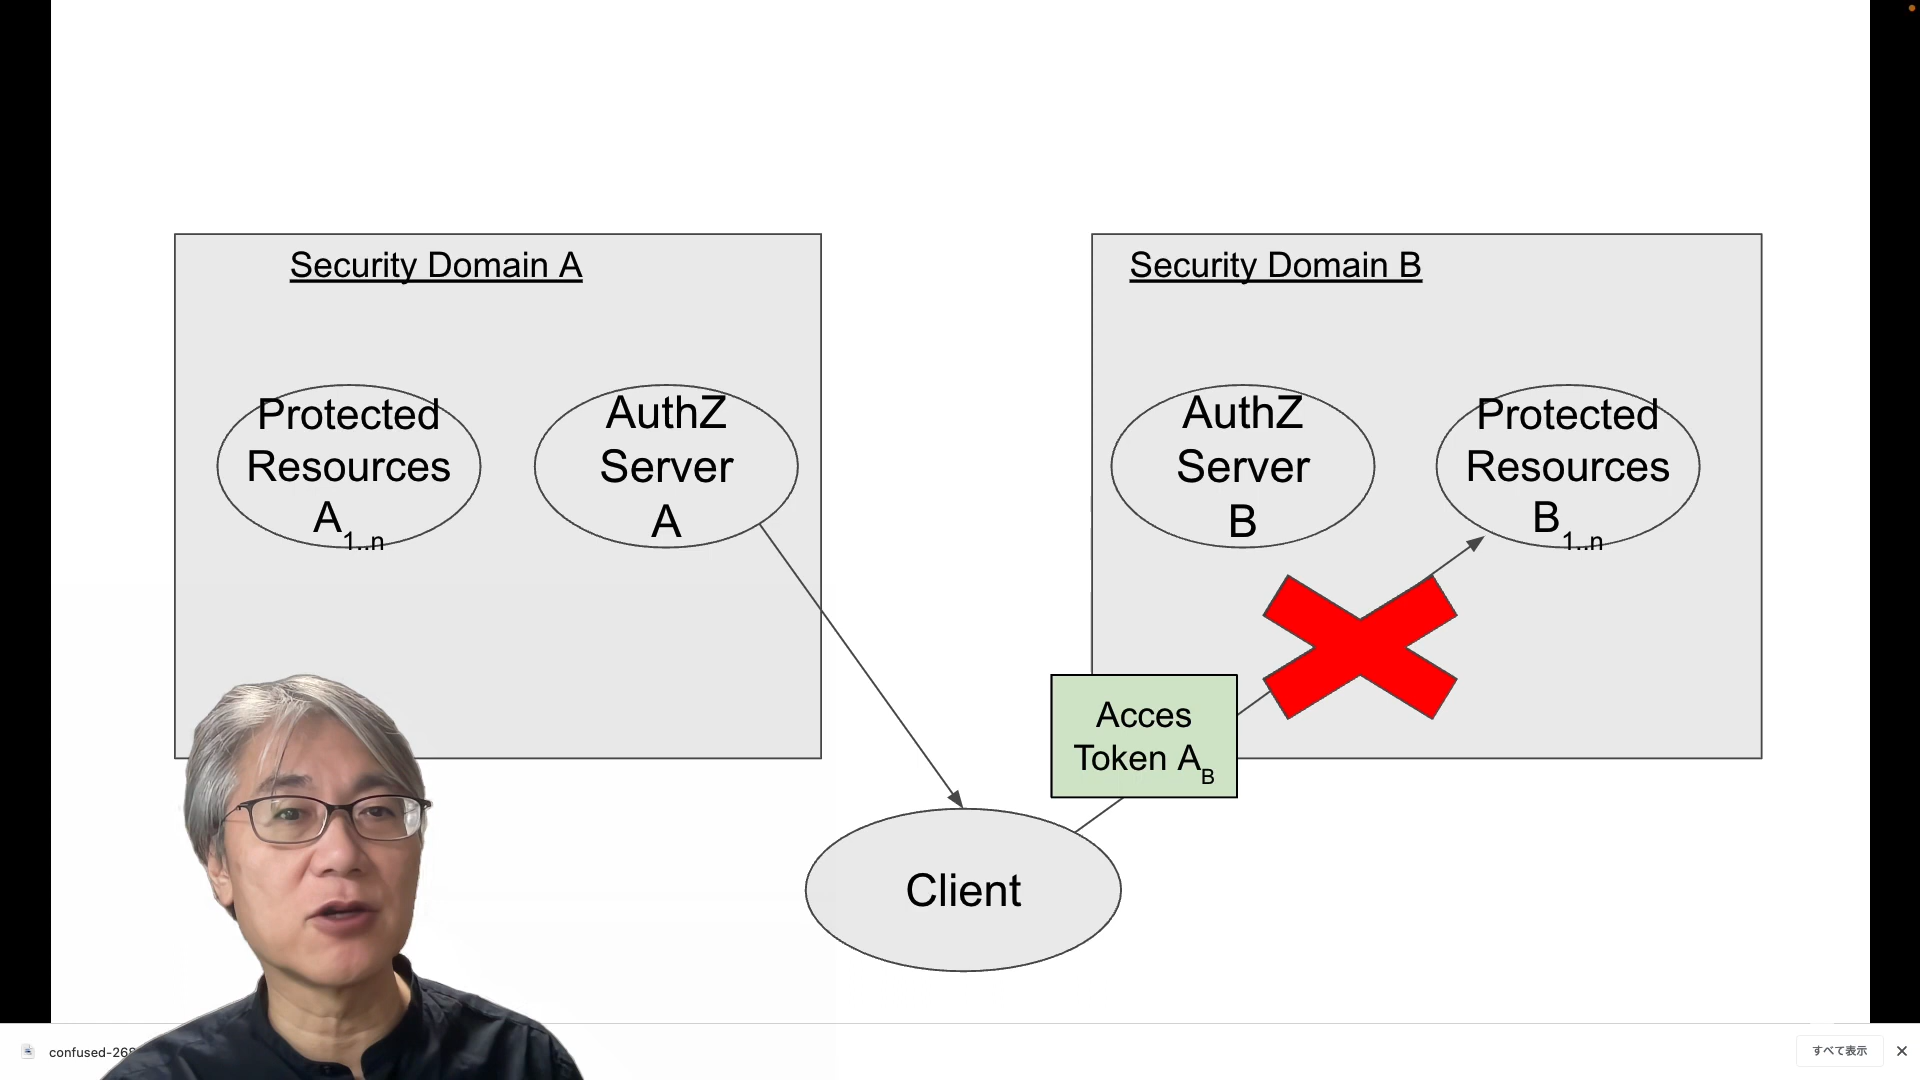 Security Domain A
Security Domain B
Protected
Resources
A1..n
AuthZ
Server
A
AuthZ
Server
B
Protected
Resources
B1..n
Acces
Token AB
Client
confused-268
すべて表示